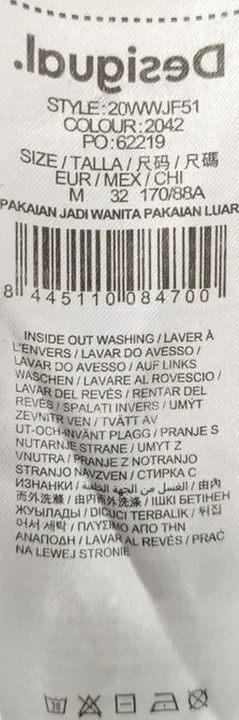 Desigual.
STYLE:20WWJF51
COLOUR:2042
PO:62219
SIZE/TALLA/尺码/尺碼
EUR/MEX/CHI
M 32 170/88A
PAKAIAN JADI WANITA PAKAIAN LUAR
8 445110 084700
INSIDE OUT WASHING / LAVER À
L'ENVERS / LAVAR DO AVESSO /
LAVAR DO AVESSO / AUF LINKS
WASCHEN / LAVARE AL ROVESCIO /
LAVAR DEL REVÉS / RENTAR DEL
REVÉS / SPALATI INVERS / UMÝT
ZEVNITR VEN / TVÄTT AV
UT-OCH-INVÄNT PLAGG / PRANJE S
NUTARNJE STRANE / UMYT Z
VNUTRA / PRANJE Z NOTRANJO
STRANJO NAVZVEN / СТИРКА С
ИЗНАНКИ / الغسل من الجهة الخلفية / 由內
而外洗滌 / 由内而外洗涤 / ІШКІ БЕТІНЕН
ЖУЫЛАДЫ / DICUCI TERBALIK / 뒤집
어서 세탁 / ΠΛΥΣΙΜΟ ΑΠΟ ΤΗΝ
ΑΝΑΠΟΔΗ / LAVAR AL REVÉS / PRAĆ
NA LEWEJ STRONIE
30